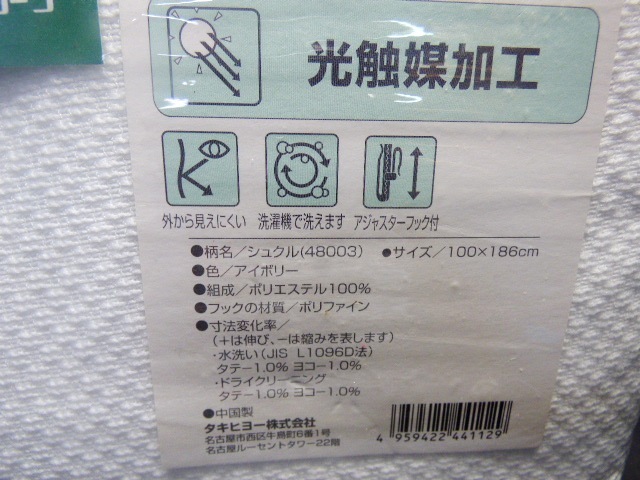 光触媒加工
外から見えにくい 洗濯機で洗えます アジャスターフック付
●柄名/シュクル(48003) ●サイズ/100×186cm
●色/アイボリー
●組成/ポリエステル100%
●フックの材質/ポリファイン
●寸法変化率/
(+は伸び、-は縮みを表します)
・水洗い(JIS L1096D法)
タテ-1.0% ヨコ-1.0%
・ドライクリーニング
タテ-1.0% ヨコ-1.0%
●中国製
タキヒヨー株式会社
名古屋市西区牛島町6番1号
名古屋ルーセントタワー22階
4 959422 441129